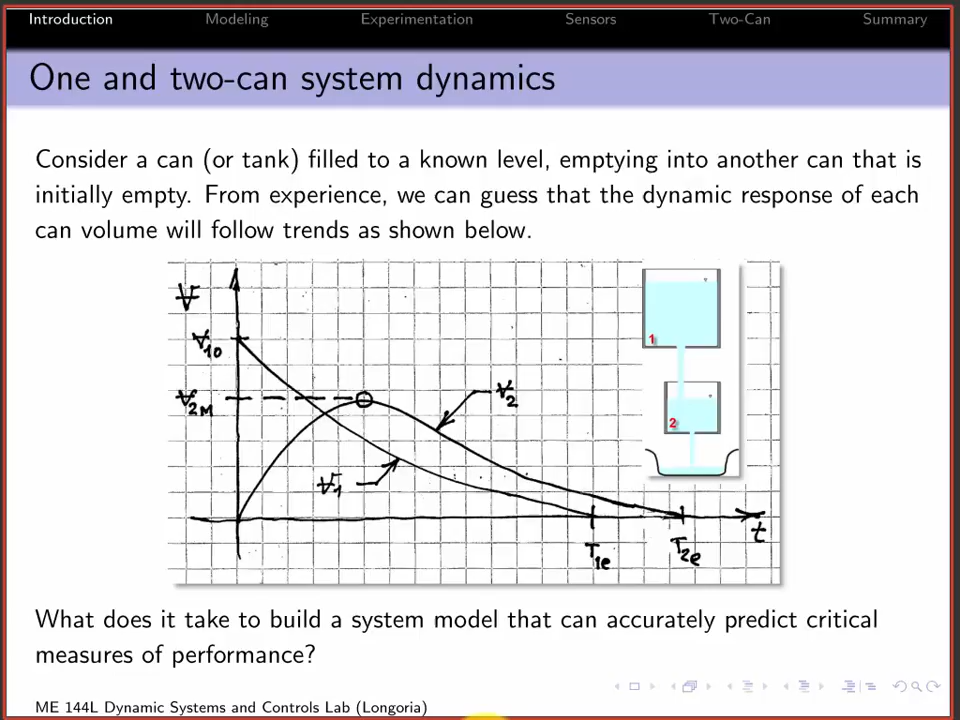 Introduction Modeling Experimentation Sensors Two-Can Summary
One and two-can system dynamics
Consider a can (or tank) filled to a known level, emptying into another can that is
initially empty. From experience, we can guess that the dynamic response of each
can volume will follow trends as shown below.
V
V10
V2M
V2
V1
T1e
T2e
t
1
2
What does it take to build a system model that can accurately predict critical
measures of performance?
ME 144L Dynamic Systems and Controls Lab (Longoria)